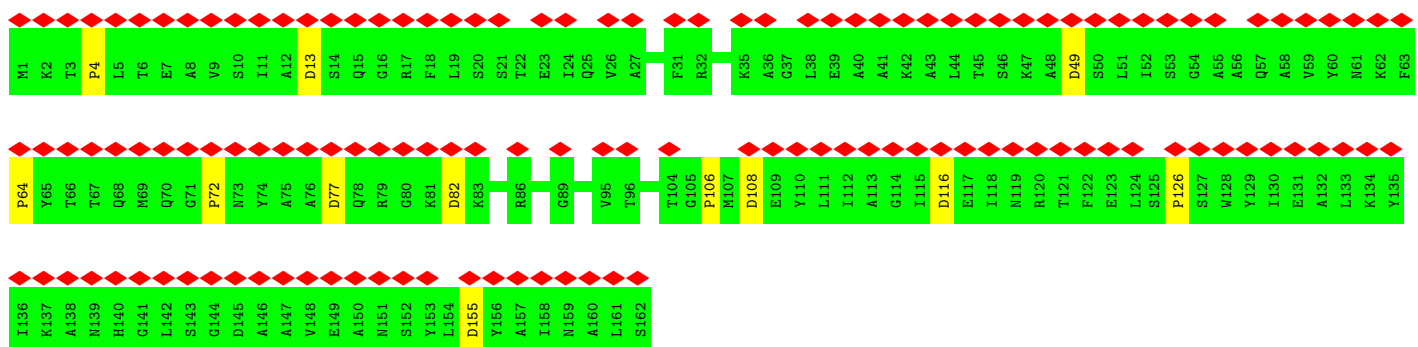 M1 K2 T3 P4 L5 T6 E7 A8 V9 S10 I11 A12 D13 S14 Q15 G16 R17 F18 L19 S20 S21 T22 E23 I24 Q25 V26 A27 F31 R32 K35 A36 G37 L38 E39 A40 A41 K42 A43 L44 T45 S46 K47 A48 D49 S50 L51 I52 S53 G54 A55 A56 Q57 A58 V59 Y60 N61 K62 F63
P64 Y65 T66 T67 Q68 M69 Q70 G71 P72 N73 Y74 A75 A76 D77 Q78 R79 G80 K81 D82 K83 R86 G89 V95 T96 T104 G105 P106 M107 D108 E109 Y110 L111 I112 A113 G114 I115 D116 E117 I118 N119 R120 T121 F122 E123 L124 S125 P126 S127 W128 Y129 I130 E131 A132 L133 K134 Y135
I136 K137 A138 N139 H140 G141 L142 S143 G144 D145 A146 A147 V148 E149 A150 N151 S152 Y153 L154 D155 Y156 A157 I158 N159 A160 L161 S162